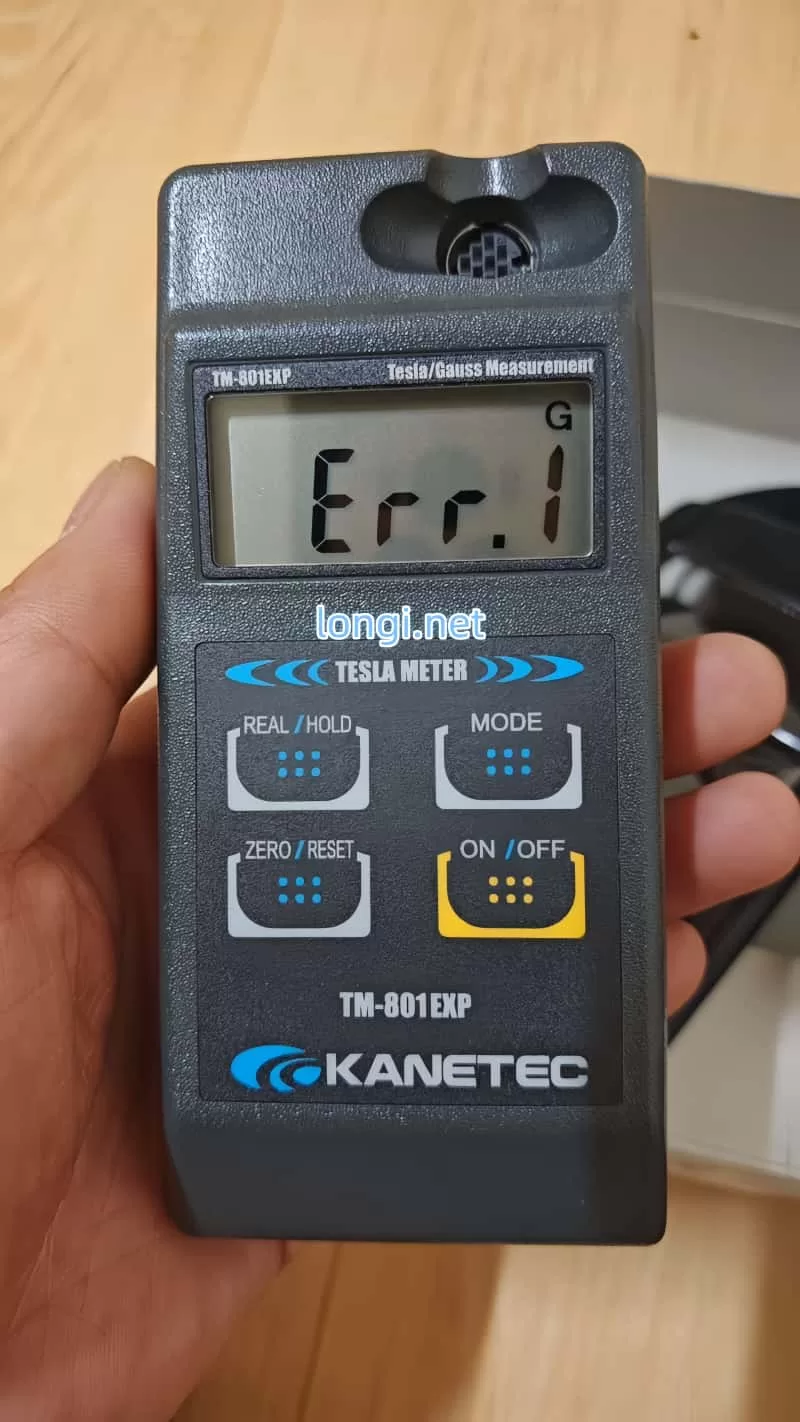 TM-801EXP Tesla/Gauss Measurement
G
Err.1
longi.net
TESLA METER
REAL/HOLD MODE
ZERO/RESET ON/OFF
TM-801EXP
KANETEC